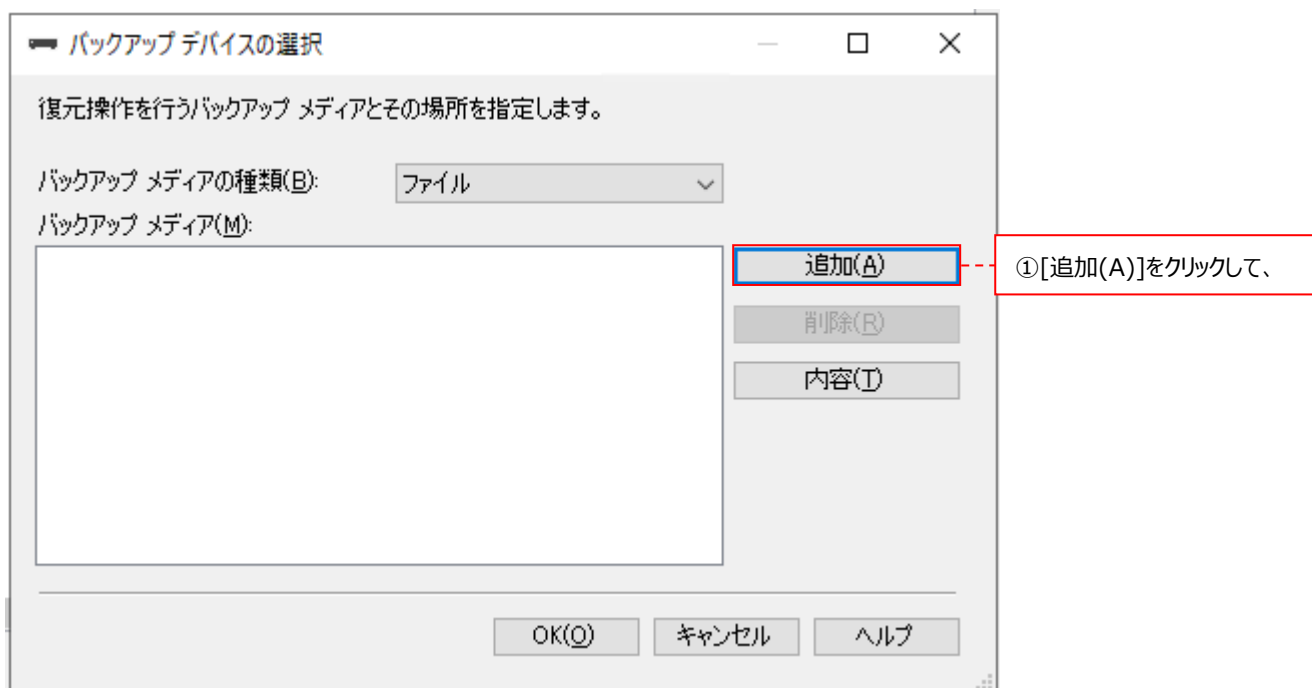 バックアップ デバイスの選択
復元操作を行うバックアップ メディアとその場所を指定します。
バックアップ メディアの種類(B):
ファイル
バックアップ メディア(M):
追加(A)
①[追加(A)]をクリックして、
削除(R)
内容(T)
OK(O)
キャンセル
ヘルプ